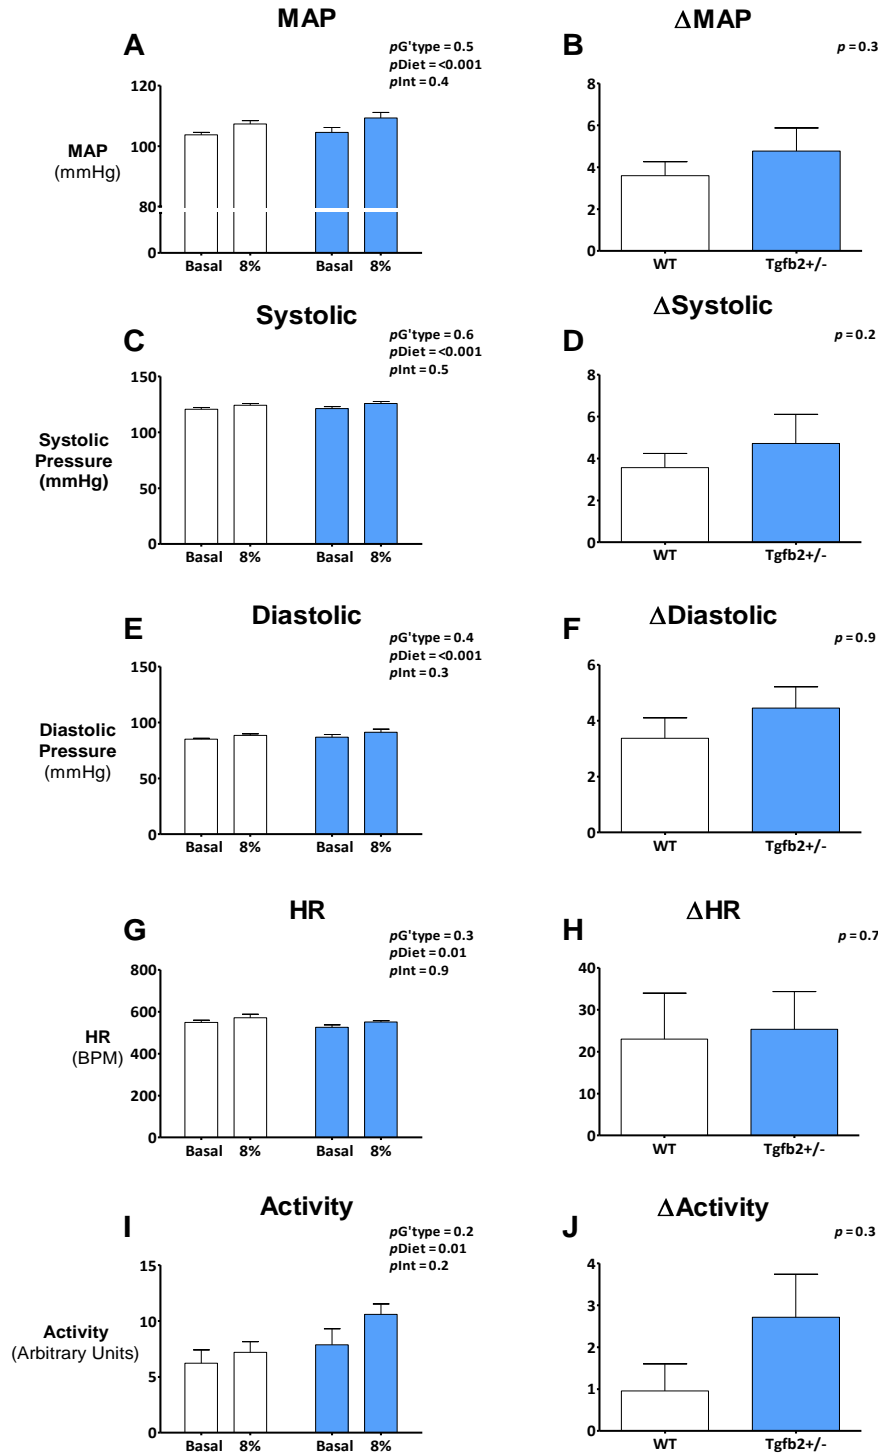 MAP
A
pG'type = 0.5
pDiet = <0.001
pInt = 0.4
MAP
(mmHg)
120
100
80
0
Basal 8% Basal 8%
ΔMAP
B
p = 0.3
8
6
4
2
0
WT Tgfb2+/-
Systolic
C
pG'type = 0.6
pDiet = <0.001
pInt = 0.5
Systolic
Pressure
(mmHg)
150
100
50
0
Basal 8% Basal 8%
ΔSystolic
D
p = 0.2
8
6
4
2
0
WT Tgfb2+/-
Diastolic
E
pG'type = 0.4
pDiet = <0.001
pInt = 0.3
Diastolic
Pressure
(mmHg)
150
100
50
0
Basal 8% Basal 8%
ΔDiastolic
F
p = 0.9
6
4
2
0
WT Tgfb2+/-
HR
G
pG'type = 0.3
pDiet = 0.01
pInt = 0.9
HR
(BPM)
800
600
400
200
0
Basal 8% Basal 8%
ΔHR
H
p = 0.7
40
30
20
10
0
WT Tgfb2+/-
Activity
I
pG'type = 0.2
pDiet = 0.01
pInt = 0.2
Activity
(Arbitrary Units)
15
10
5
0
Basal 8% Basal 8%
ΔActivity
J
p = 0.3
4
3
2
1
0
WT Tgfb2+/-